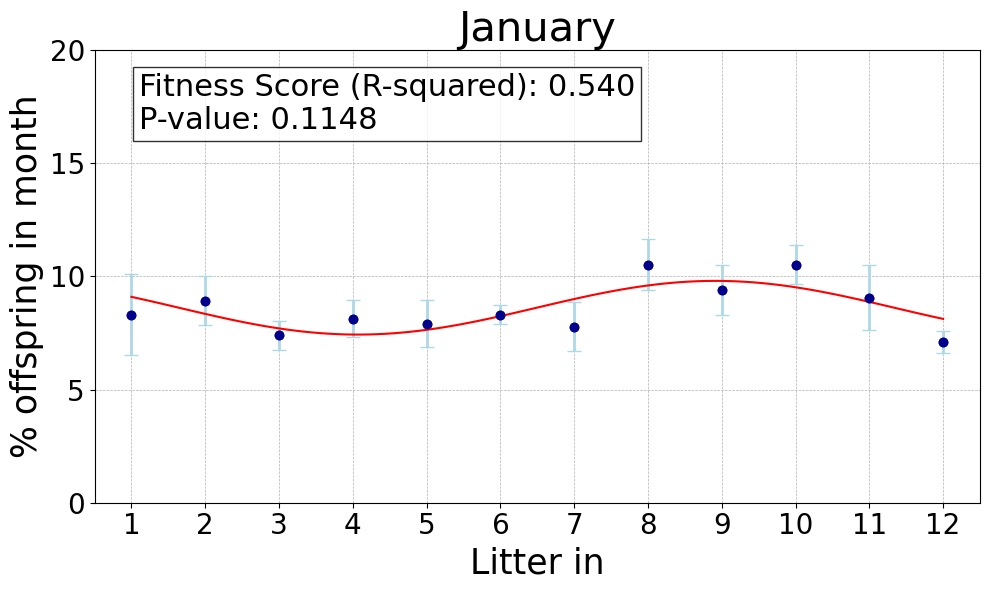 January
Fitness Score (R-squared): 0.540
P-value: 0.1148
% offspring in month
20
15
10
5
0
1 2 3 4 5 6 7 8 9 10 11 12
Litter in